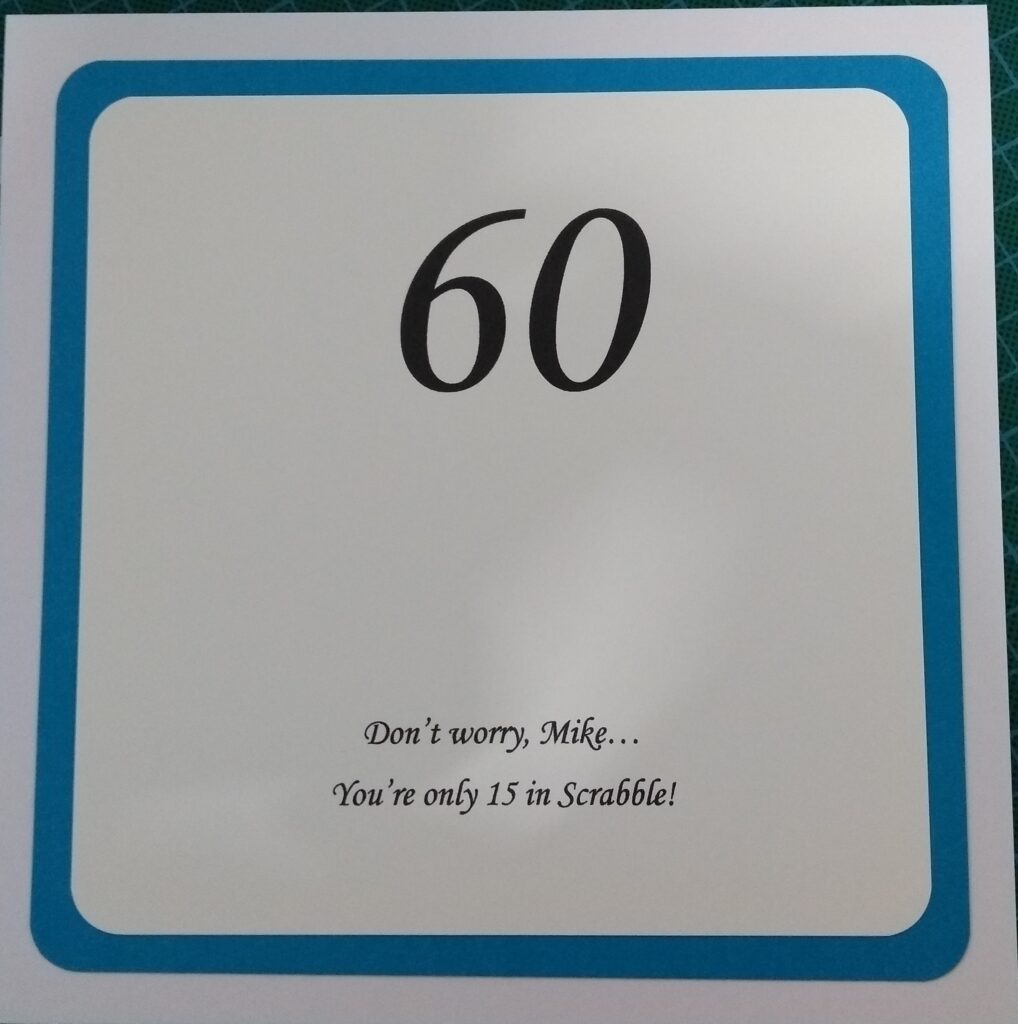 60
Don't worry, Mike…
You're only 15 in Scrabble!